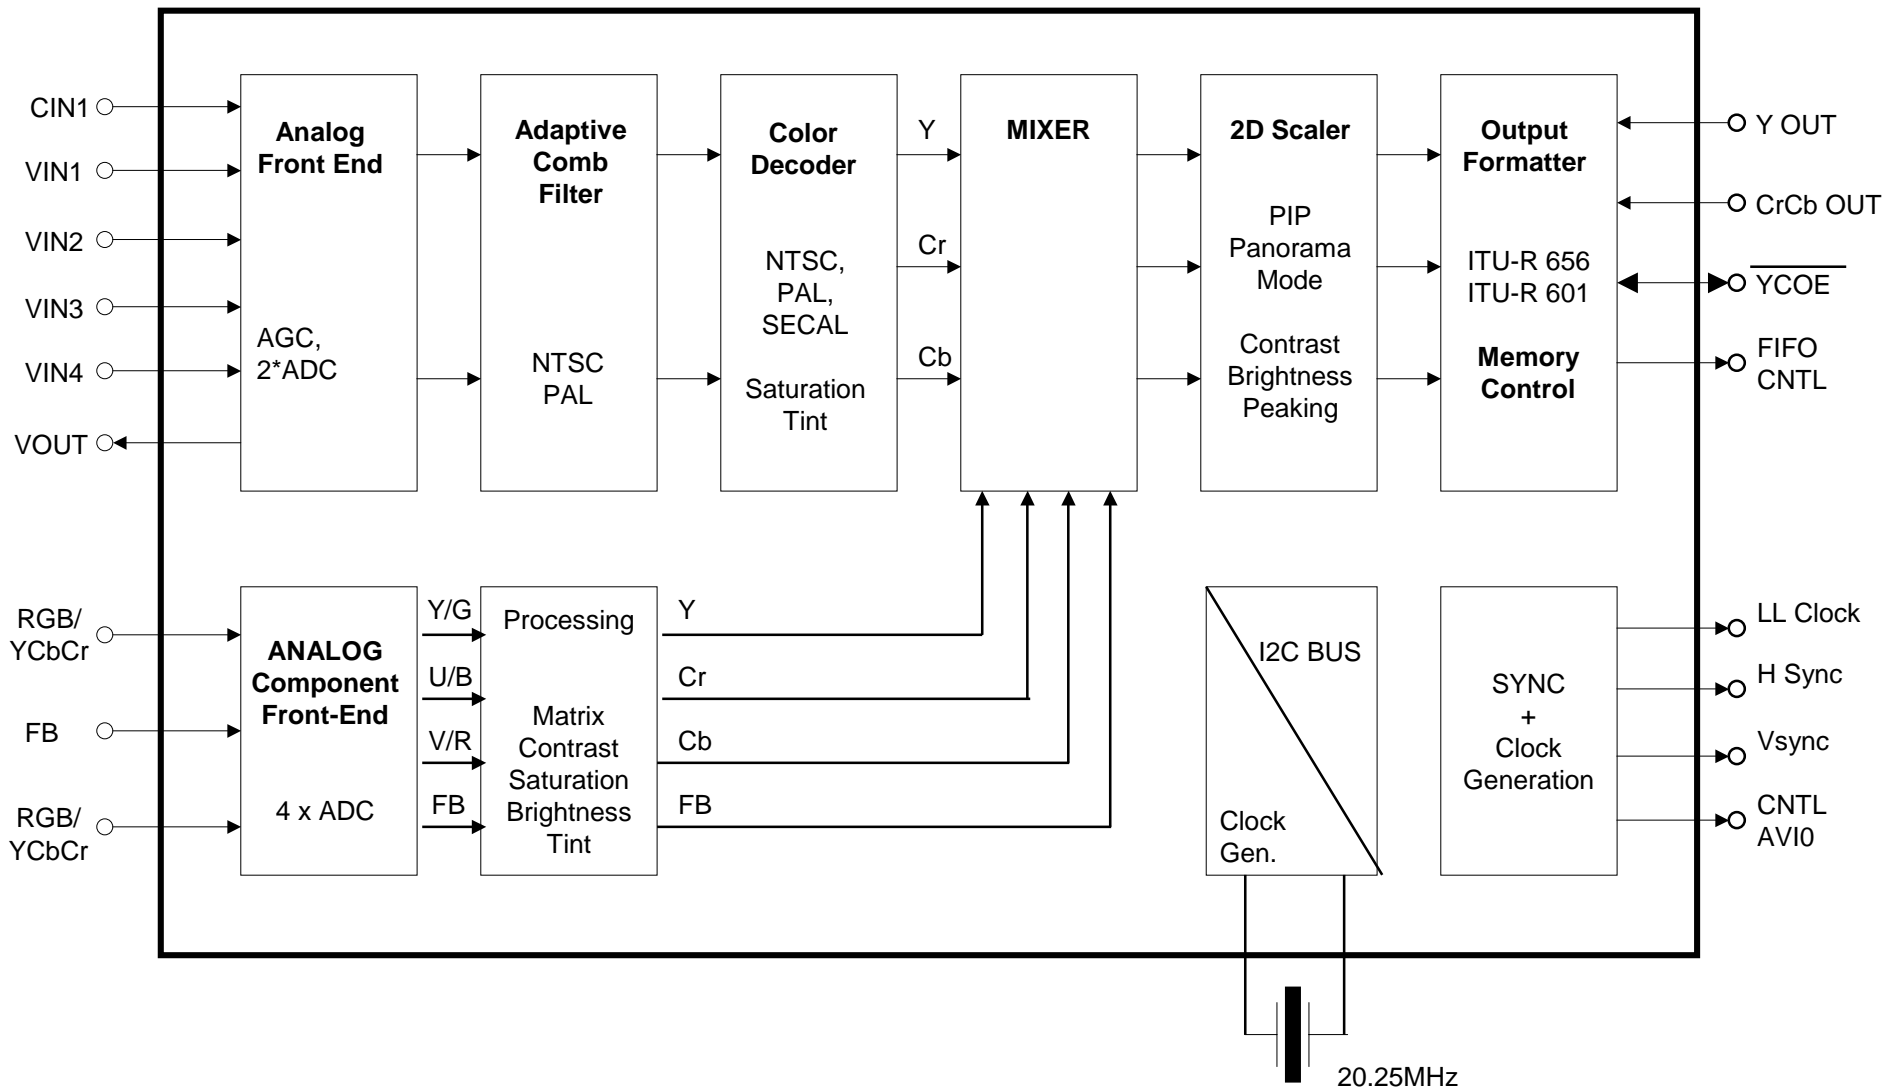 CIN1
VIN1
VIN2
VIN3
VIN4
VOUT
Analog
Front End
AGC,
2*ADC
Adaptive
Comb
Filter
NTSC
PAL
Color
Decoder
NTSC,
PAL,
SECAL
Saturation
Tint
Y
Cr
Cb
MIXER
2D Scaler
PIP
Panorama
Mode
Contrast
Brightness
Peaking
Output
Formatter
ITU-R 656
ITU-R 601
Memory
Control
Y OUT
CrCb OUT
YCOE
FIFO
CNTL
RGB/
YCbCr
FB
RGB/
YCbCr
ANALOG
Component
Front-End
4 x ADC
Y/G
U/B
V/R
FB
Processing
Matrix
Contrast
Saturation
Brightness
Tint
Y
Cr
Cb
FB
I2C BUS
Clock
Gen.
SYNC
+
Clock
Generation
LL Clock
H Sync
Vsync
CNTL
AVI0
20.25MHz